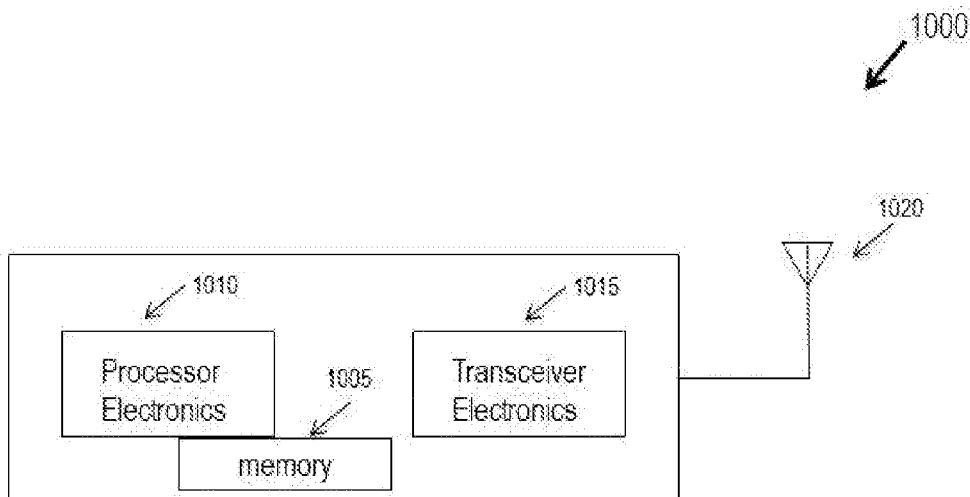 1000
1020
1010
1015
Processor
Electronics
1005
Transceiver
Electronics
memory